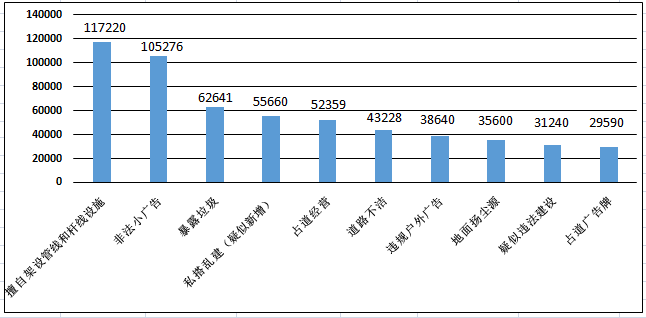 140000
120000
100000
80000
60000
40000
20000
0
117220
105276
62641
55660
52359
43228
38640
35600
31240
29590
擅自架设管线和杆线设施
非法小广告
暴露垃圾
私搭乱建（疑似新增）
占道经营
道路不洁
违规户外广告
地面扬尘源
疑似违法建设
占道广告牌